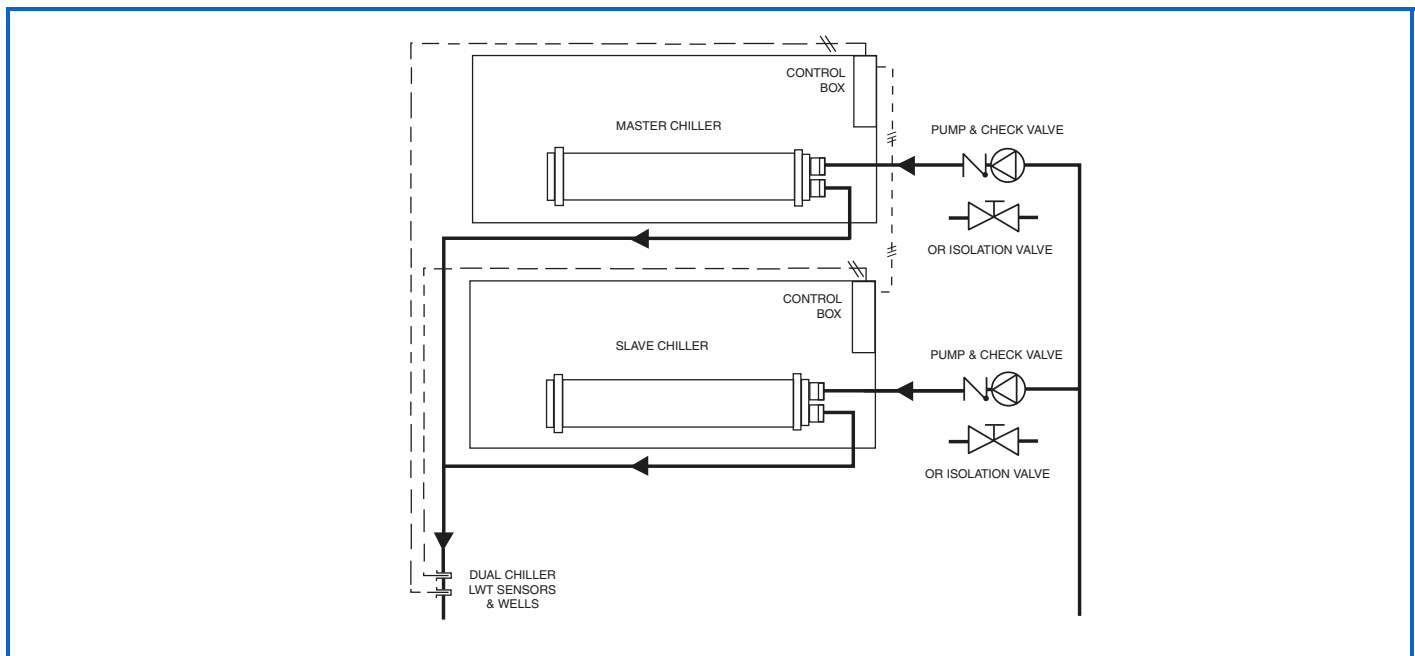 CONTROL
BOX
MASTER CHILLER
PUMP & CHECK VALVE
OR ISOLATION VALVE
CONTROL
BOX
SLAVE CHILLER
PUMP & CHECK VALVE
OR ISOLATION VALVE
DUAL CHILLER
LWT SENSORS
& WELLS